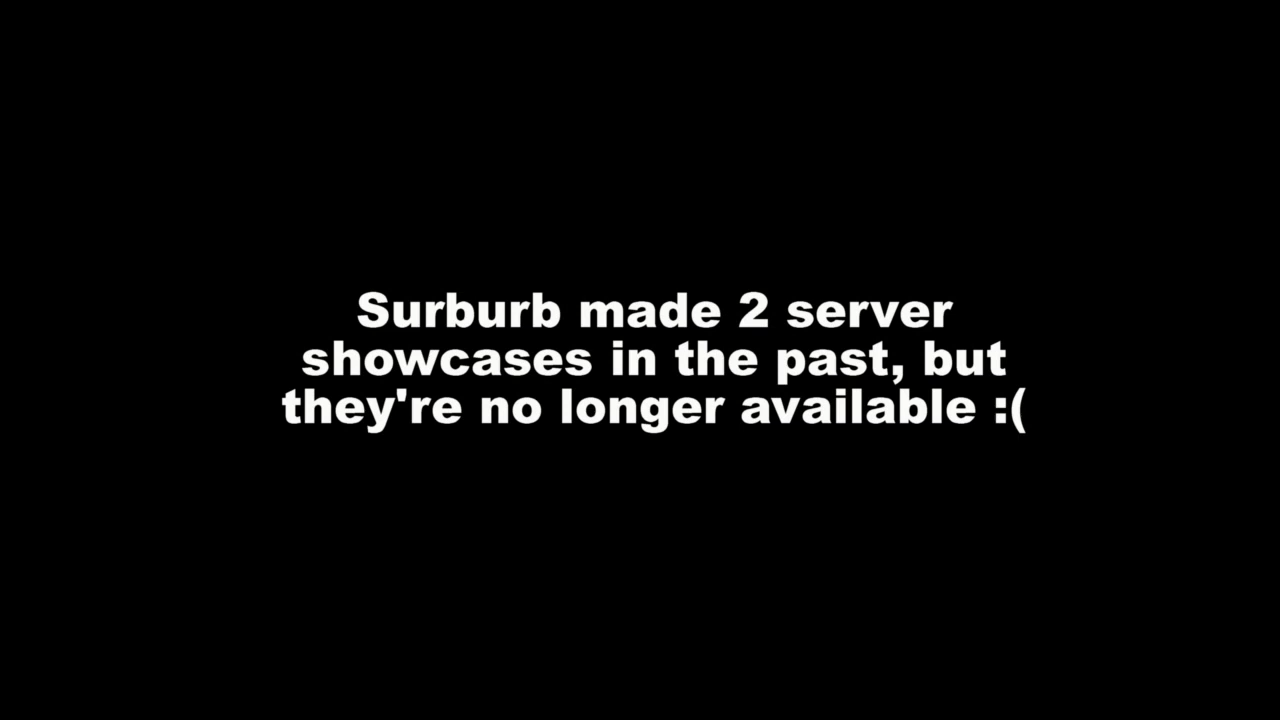 Surburb made 2 server
showcases in the past, but
they're no longer available :(